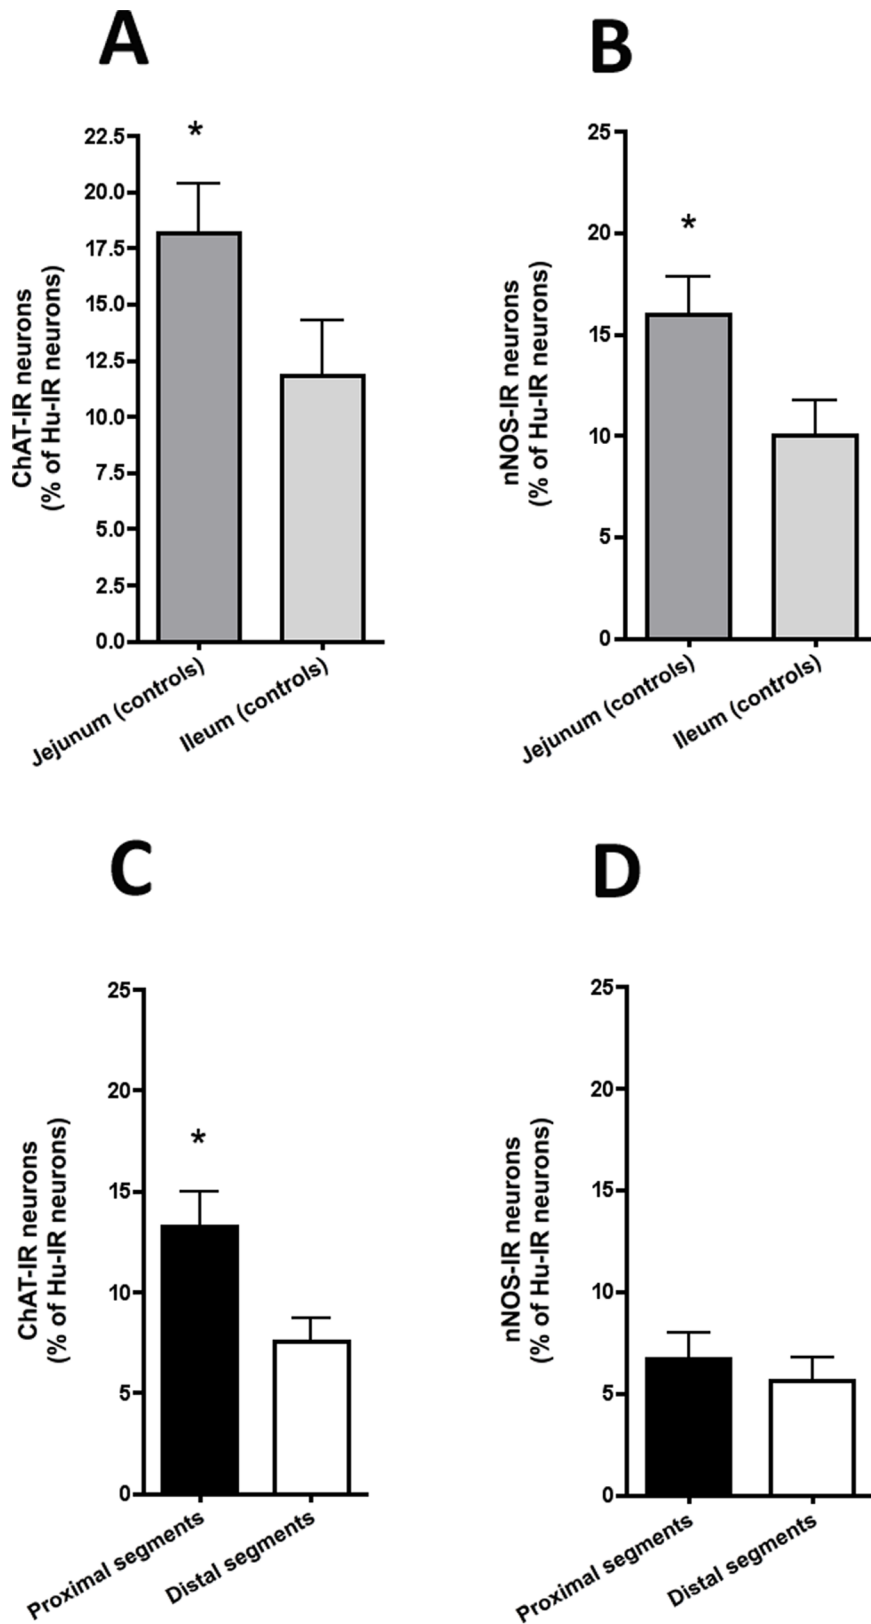 A
*
22.5
20.0
17.5
15.0
12.5
10.0
7.5
5.0
2.5
0.0
ChAT-IR neurons
(% of Hu-IR neurons)
Jejunum (controls)
Ileum (controls)
B
*
25
20
15
10
5
0
nNOS-IR neurons
(% of Hu-IR neurons)
Jejunum (controls)
Ileum (controls)
C
*
25
20
15
10
5
0
ChAT-IR neurons
(% of Hu-IR neurons)
Proximal segments
Distal segments
D
25
20
15
10
5
0
nNOS-IR neurons
(% of Hu-IR neurons)
Proximal segments
Distal segments